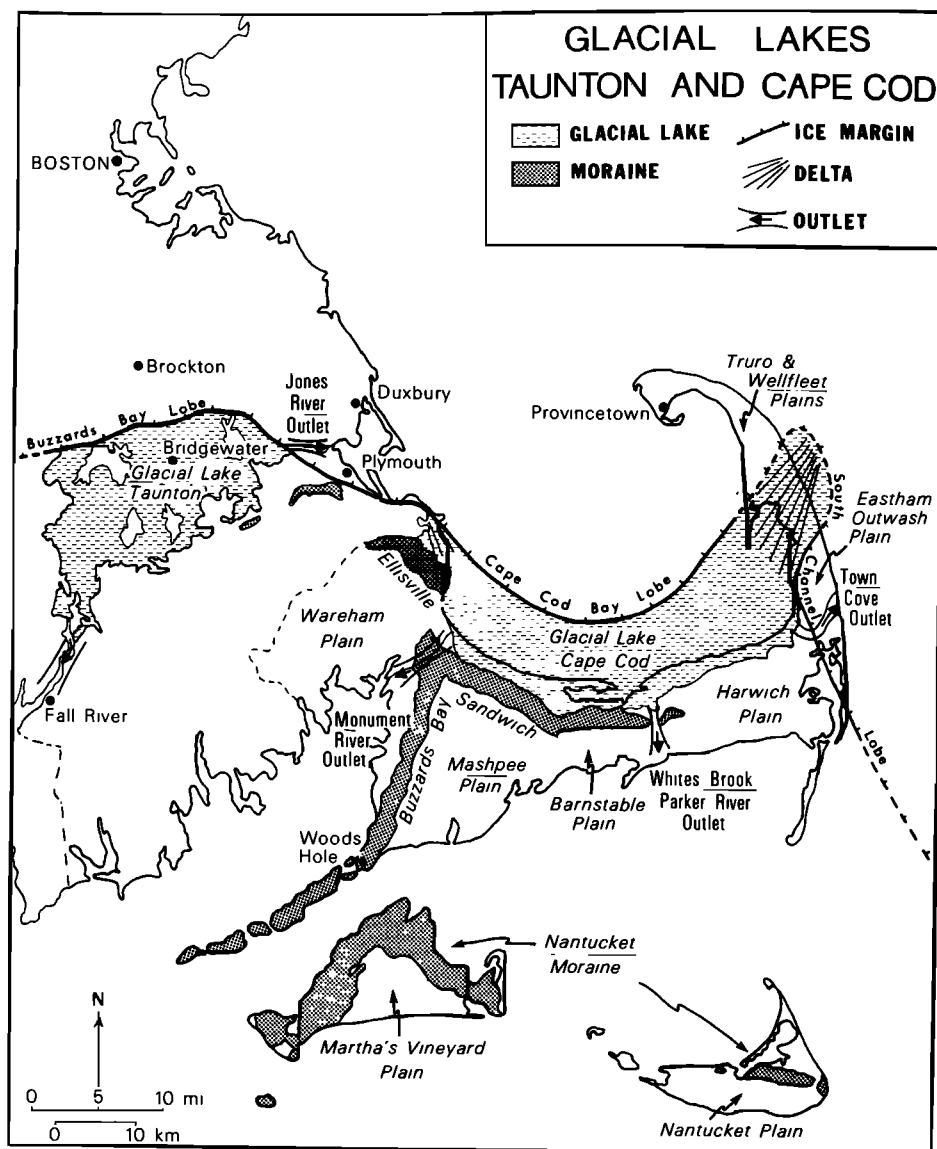 GLACIAL LAKES
TAUNTON AND CAPE COD
GLACIAL LAKE
ICE MARGIN
MORAINE
DELTA
OUTLET
BOSTON
Brockton
Jones
River
Outlet
Duxbury
Truro &
Wellfleet
Plains
Provincetown
Buzzards Bay Lobe
Bridgewater
Glacial Lake
Taunton
Plymouth
South
Channel
Lobe
Eastham
Outwash
Plain
Town
Cove
Outlet
Cape Cod Bay Lobe
Ellisville
Wareham
Plain
Glacial Lake
Cape Cod
Fall River
Monument
River
Outlet
Sandwich
Harwich
Plain
Buzzards Bay
Mashpee
Plain
Barnstable
Plain
Whites Brook
Parker River
Outlet
Woods
Hole
Nantucket
Moraine
N
Martha's Vineyard
Plain
0 5 10 mi
0 10 km
Nantucket Plain